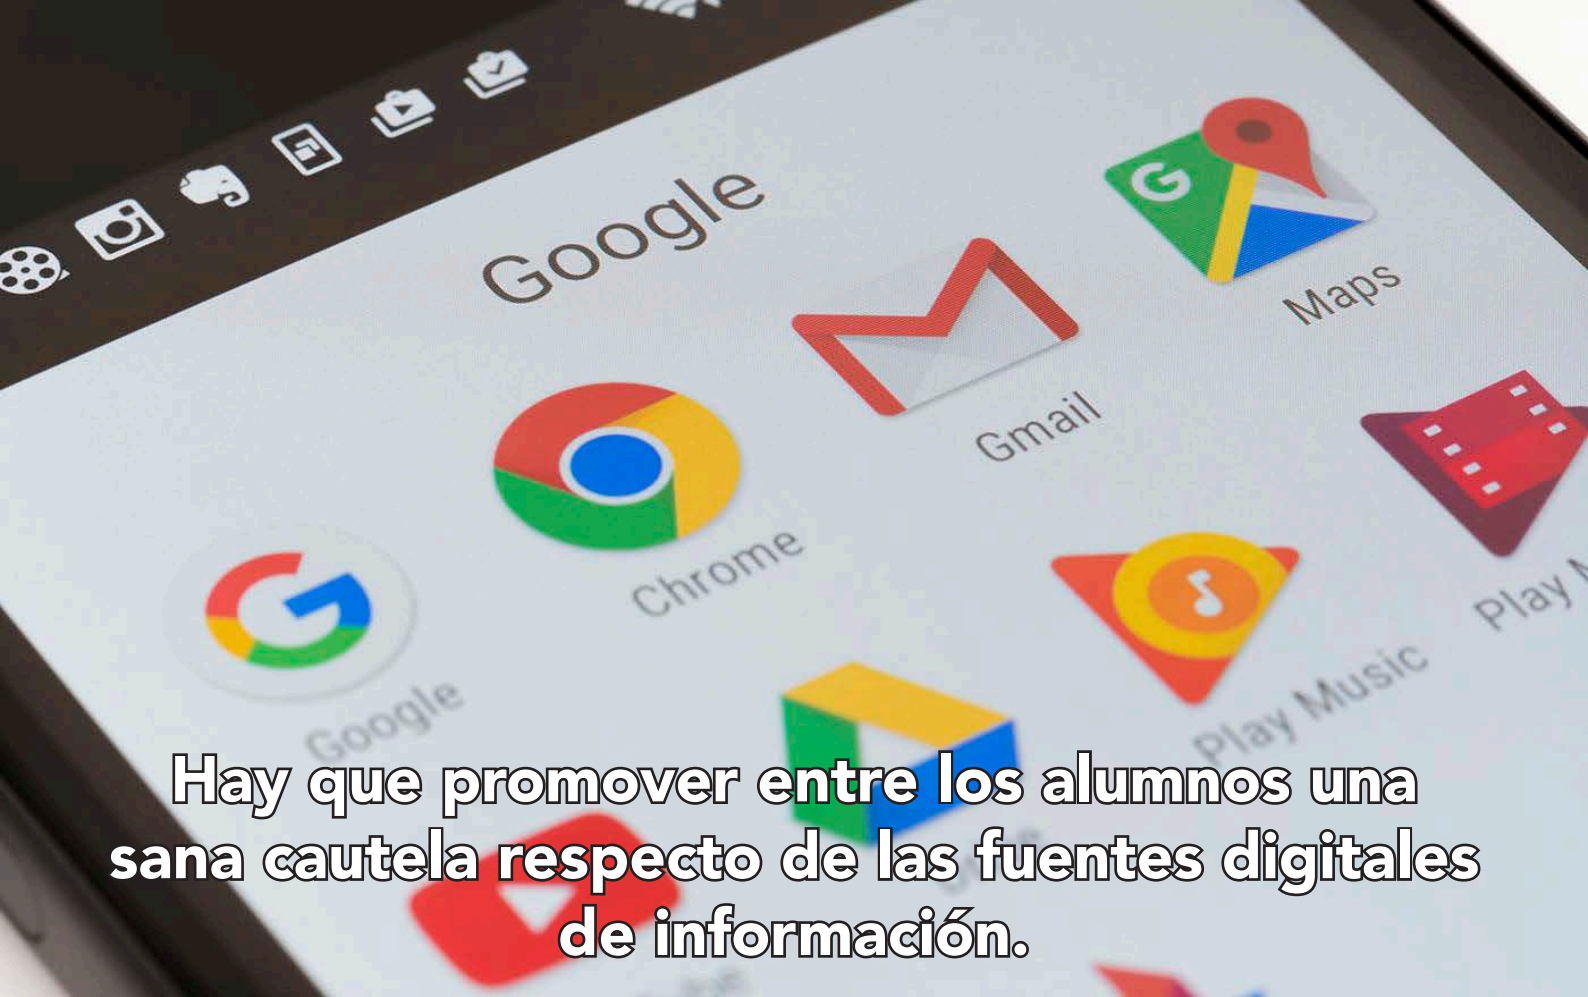 Google
Maps
Gmail
Chrome
Play
Google
Play Music
Hay que promover entre los alumnos una
sana cautela respecto de las fuentes digitales
de información.